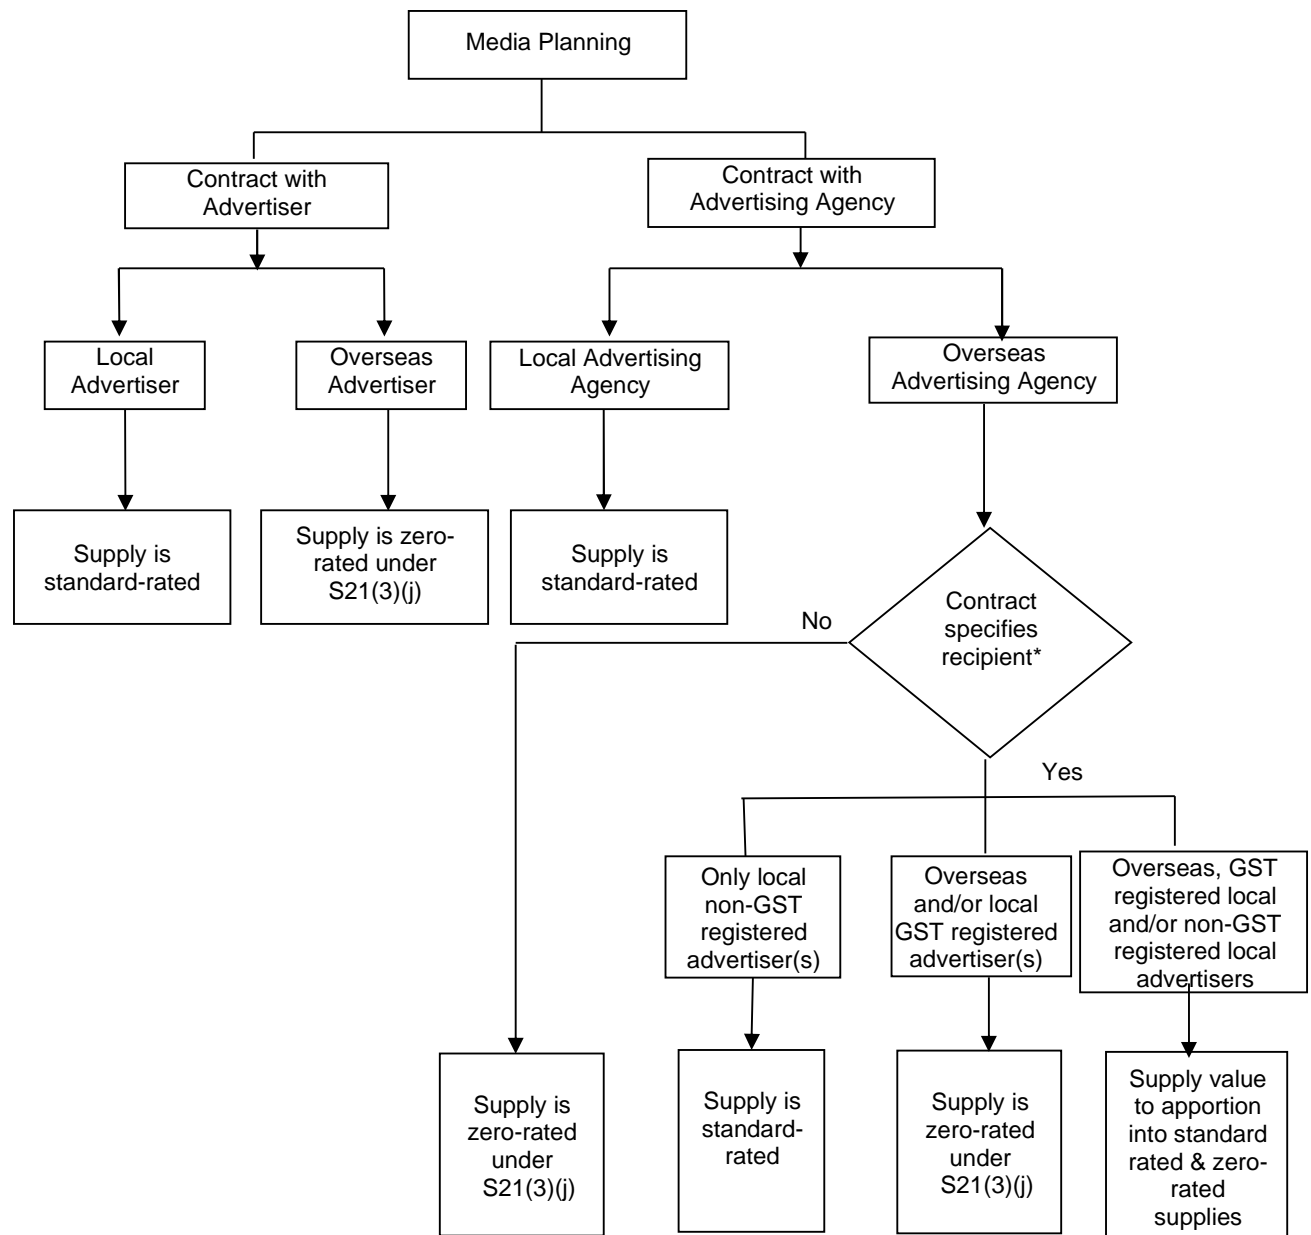 Media Planning
Contract with
Advertiser
Contract with
Advertising Agency
Local
Advertiser
Overseas
Advertiser
Local Advertising
Agency
Overseas
Advertising Agency
Supply is
standard-rated
Supply is zero-
rated under
S21(3)(j)
Supply is
standard-rated
Contract
specifies
recipient*
No
Yes
Only local
non-GST
registered
advertiser(s)
Overseas
and/or local
GST registered
advertiser(s)
Overseas, GST
registered local
and/or non-GST
registered local
advertisers
Supply is
zero-rated
under
S21(3)(j)
Supply is
standard-
rated
Supply is
zero-rated
under
S21(3)(j)
Supply value
to apportion
into standard
rated & zero-
rated
supplies